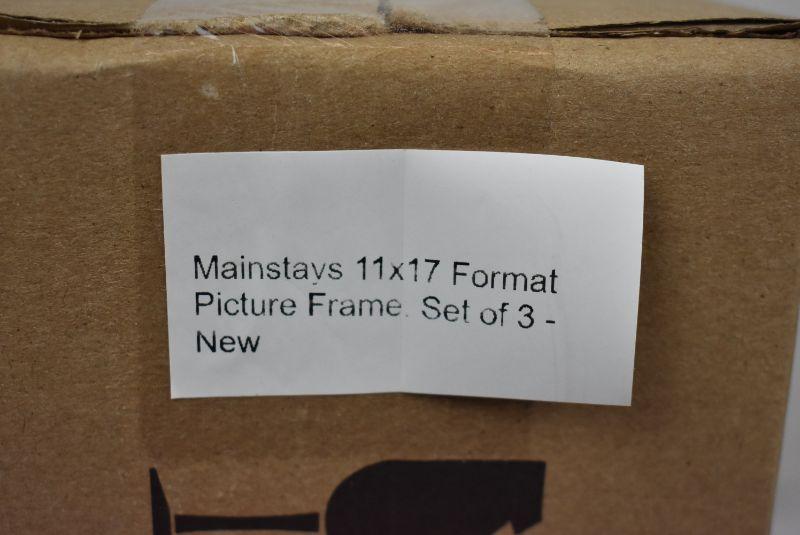 Mainstays 11x17 Format
Picture Frame. Set of 3 -
New